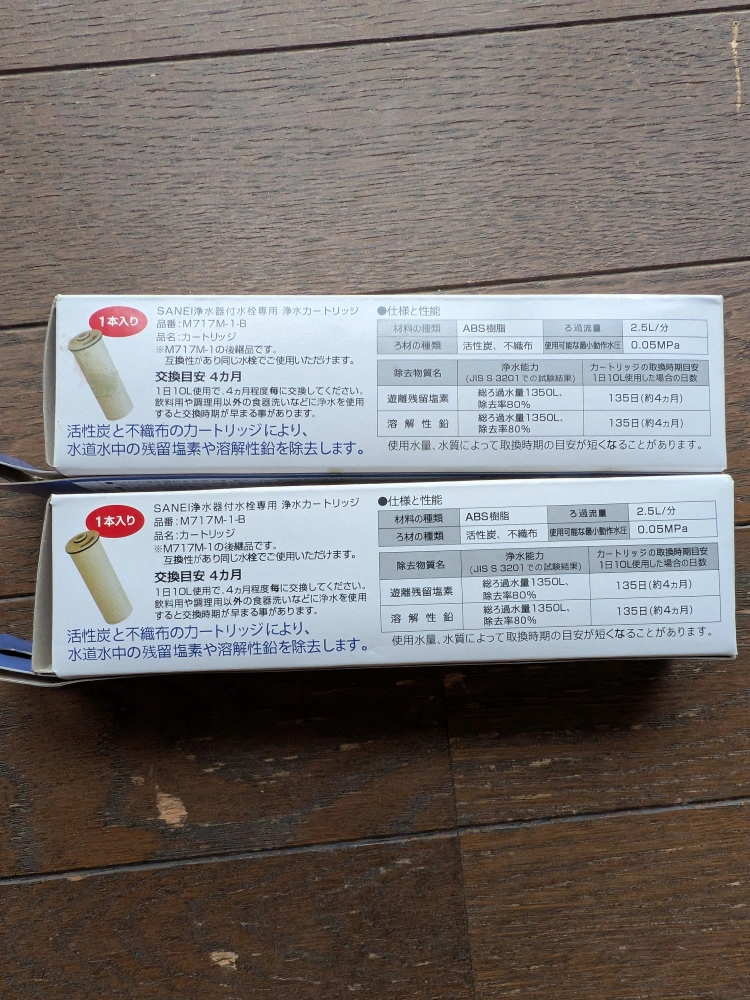 1本入り
SANEI浄水器付水栓専用 浄水カートリッジ
品番:M717M-1-B
品名:カートリッジ
※M717M-1の後継品です。
互換性があり同じ水栓でご使用いただけます。
交換目安 4カ月
1日10L使用で、4ヵ月程度毎に交換してください。
飲料用や調理用以外の食器洗いなどに浄水を使用
すると交換時期が早まる事があります。
活性炭と不織布のカートリッジにより、
水道水中の残留塩素や溶解性鉛を除去します。
●仕様と性能
材料の種類 ABS樹脂 ろ過流量 2.5L/分
ろ材の種類 活性炭、不織布 使用可能な最小動作水圧 0.05MPa
除去物質名 浄水能力 カートリッジの取換時期目安
(JIS S 3201での試験結果) 1日10L使用した場合の日数
遊離残留塩素 総ろ過水量1350L、 135日(約4ヵ月)
除去率80%
溶解性鉛 総ろ過水量1350L、 135日(約4ヵ月)
除去率80%
使用水量、水質によって取換時期の目安が短くなることがあります。
1本入り
SANEI浄水器付水栓専用 浄水カートリッジ
品番:M717M-1-B
品名:カートリッジ
※M717M-1の後継品です。
互換性があり同じ水栓でご使用いただけます。
交換目安 4カ月
1日10L使用で、4ヵ月程度毎に交換してください。
飲料用や調理用以外の食器洗いなどに浄水を使用
すると交換時期が早まる事があります。
活性炭と不織布のカートリッジにより、
水道水中の残留塩素や溶解性鉛を除去します。
●仕様と性能
材料の種類 ABS樹脂 ろ過流量 2.5L/分
ろ材の種類 活性炭、不織布 使用可能な最小動作水圧 0.05MPa
除去物質名 浄水能力 カートリッジの取換時期目安
(JIS S 3201での試験結果) 1日10L使用した場合の日数
遊離残留塩素 総ろ過水量1350L、 135日(約4ヵ月)
除去率80%
溶解性鉛 総ろ過水量1350L、 135日(約4ヵ月)
除去率80%
使用水量、水質によって取換時期の目安が短くなることがあります。